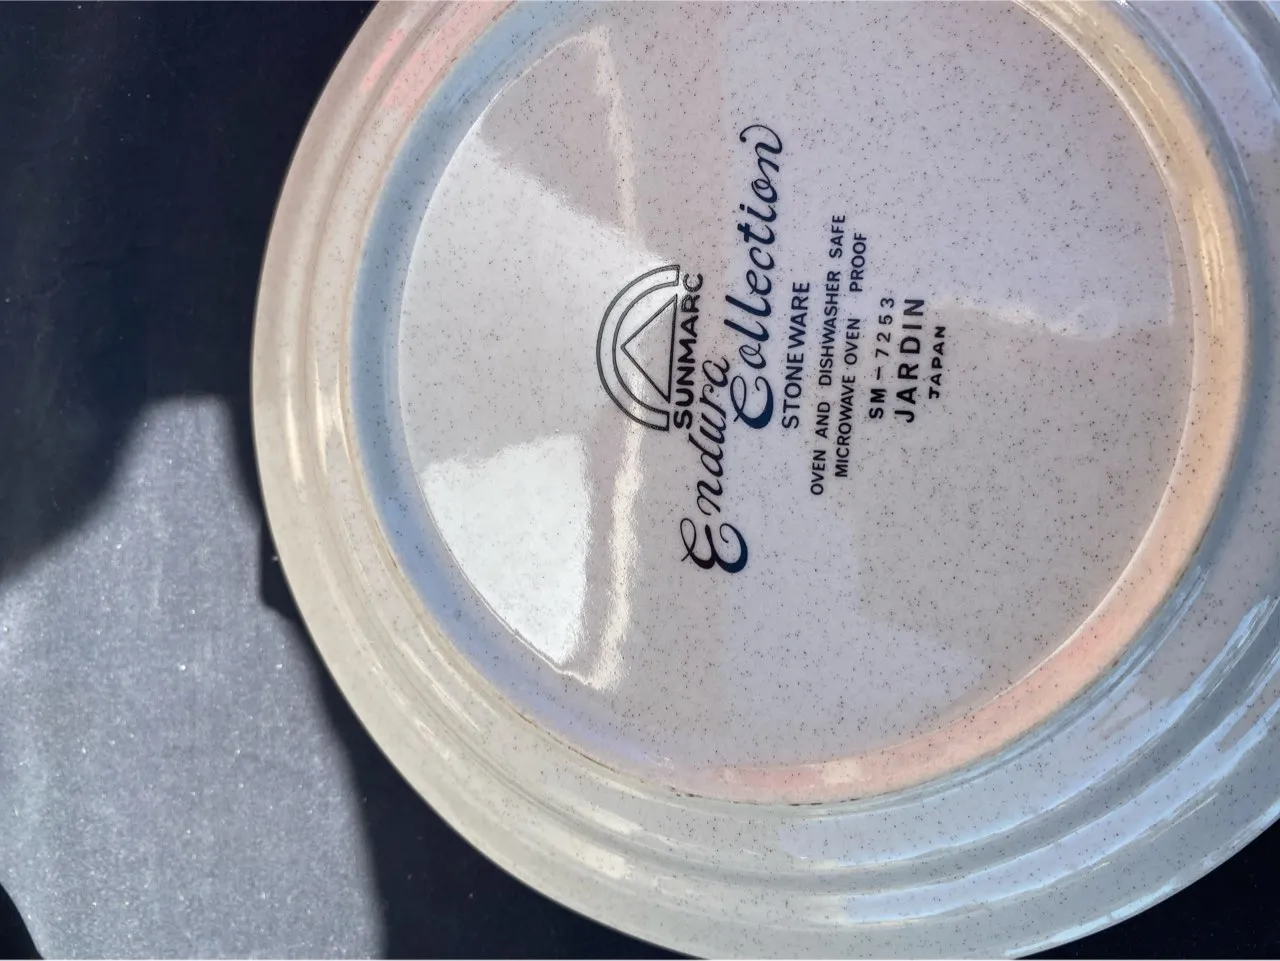 SUNMARC
Endura
Collection
STONEWARE
OVEN AND DISHWASHER SAFE
MICROWAVE OVEN PROOF
SM-7253
JARDIN
JAPAN